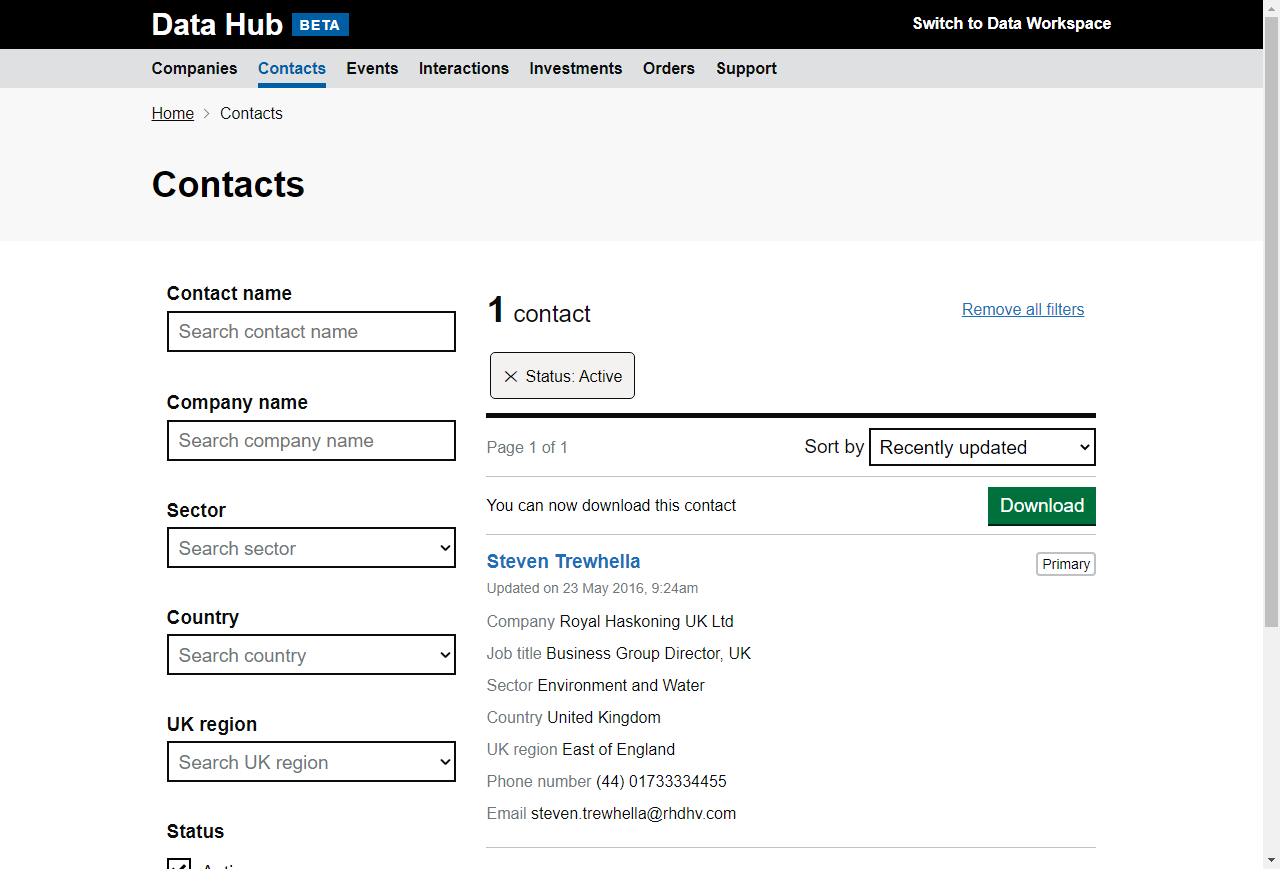 Data Hub BETA
Switch to Data Workspace
Companies Contacts Events Interactions Investments Orders Support
Home Contacts
Contacts
Contact name
Search contact name
Company name
Search company name
Sector
Search sector
Country
Search country
UK region
Search UK region
Status
1 contact
Remove all filters
Status: Active
Page 1 of 1
Sort by Recently updated
You can now download this contact
Download
Steven Trewhella
Primary
Updated on 23 May 2016, 9:24am
Company Royal Haskoning UK Ltd
Job title Business Group Director, UK
Sector Environment and Water
Country United Kingdom
UK region East of England
Phone number (44) 01733334455
Email steven.trewhella@rhdhv.com